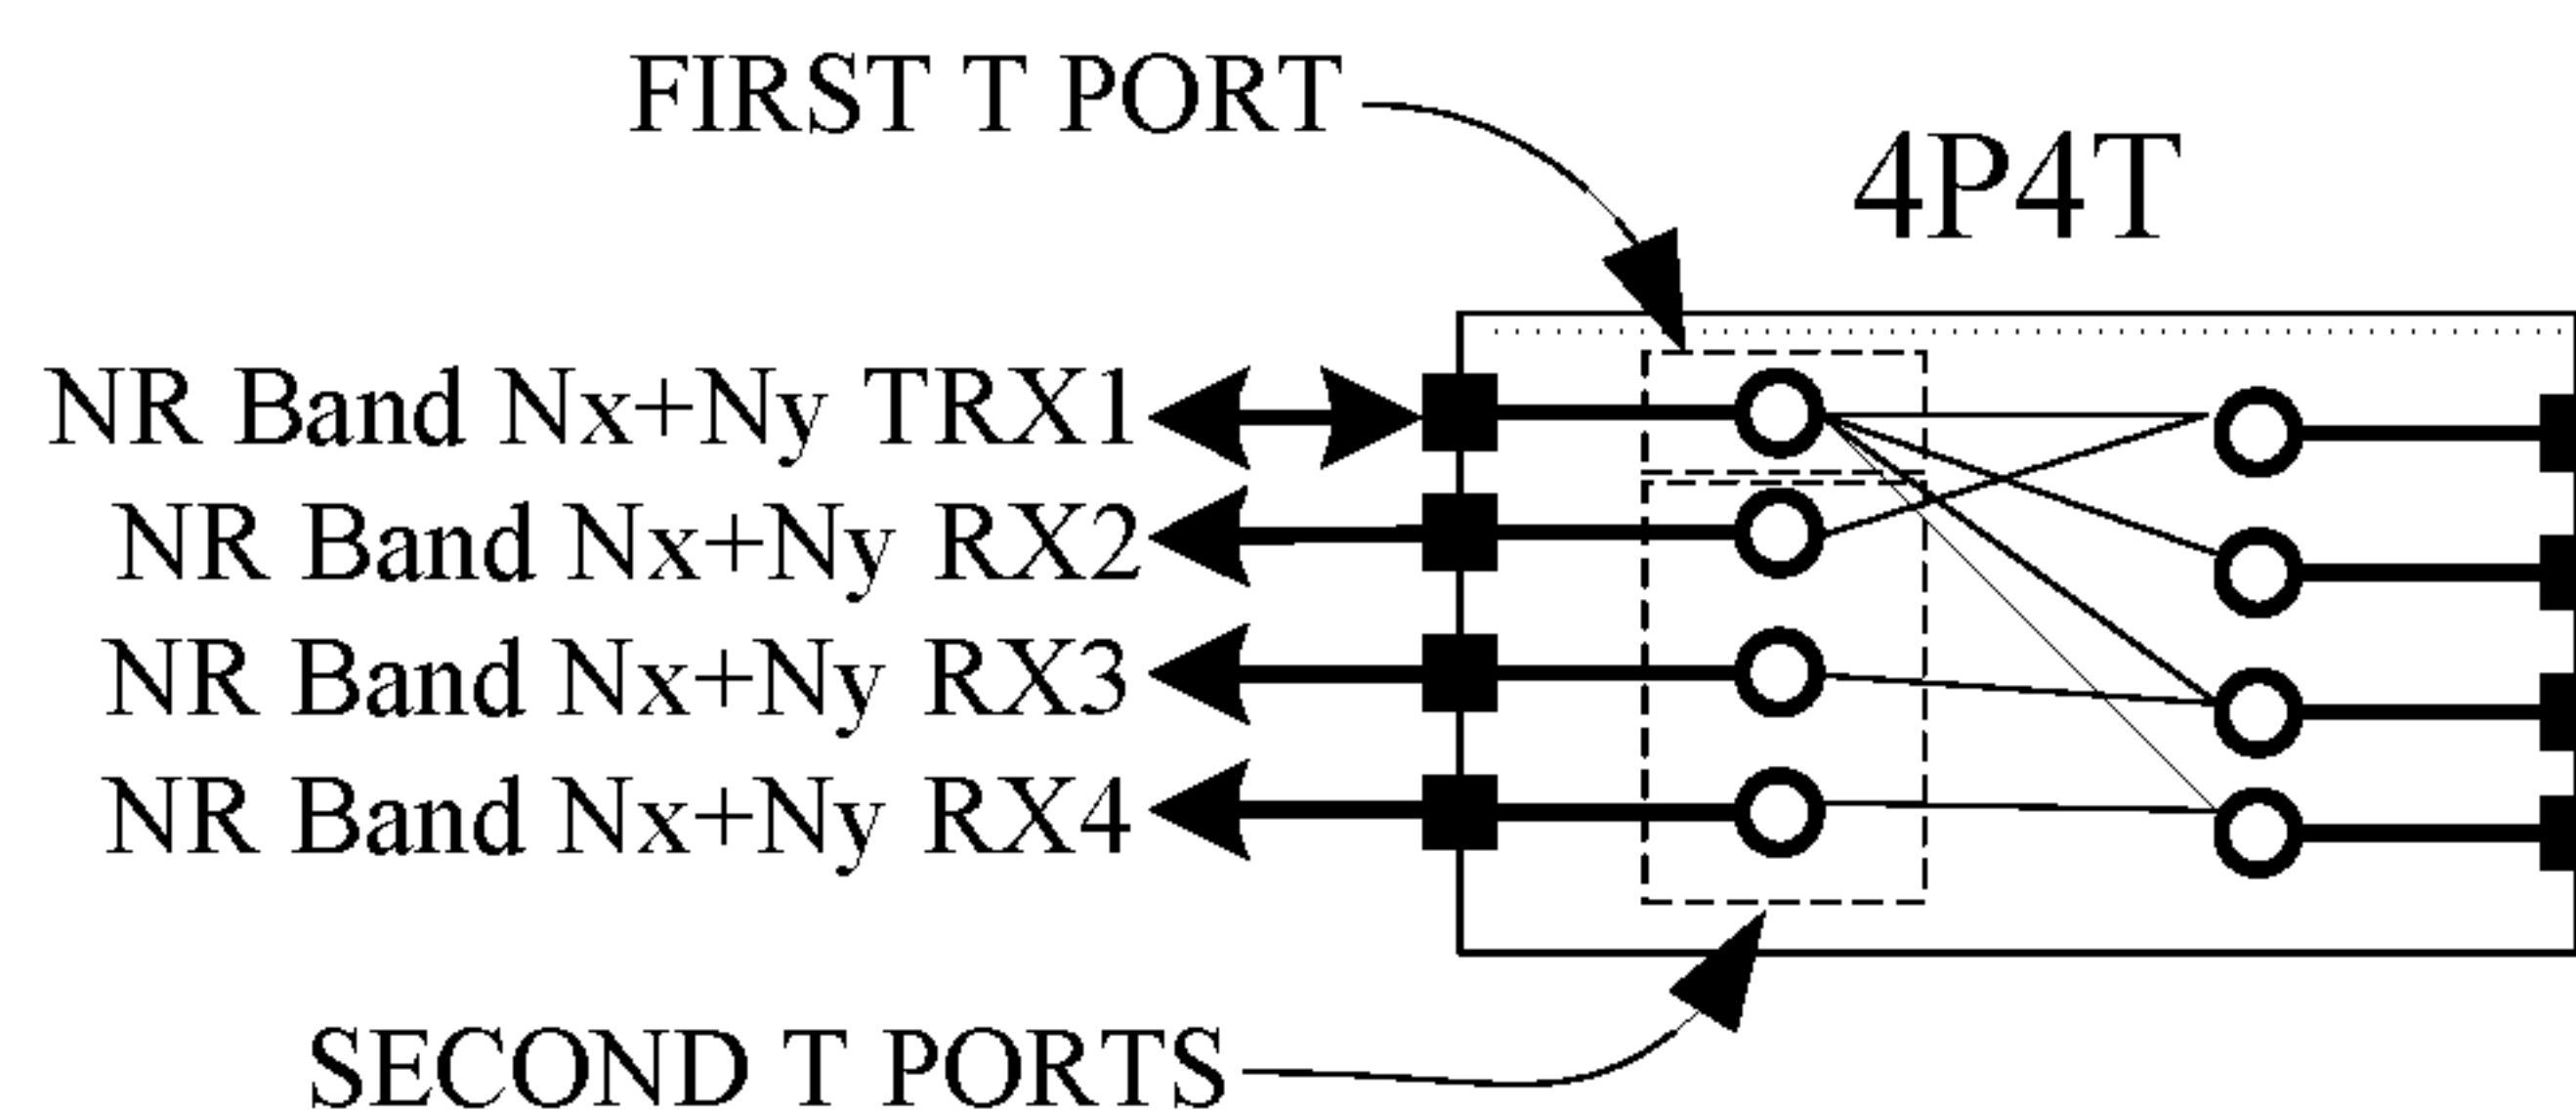 FIRST T PORT
4P4T
NR Band Nx+Ny TRX1
NR Band Nx+Ny RX2
NR Band Nx+Ny RX3
NR Band Nx+Ny RX4
SECOND T PORTS